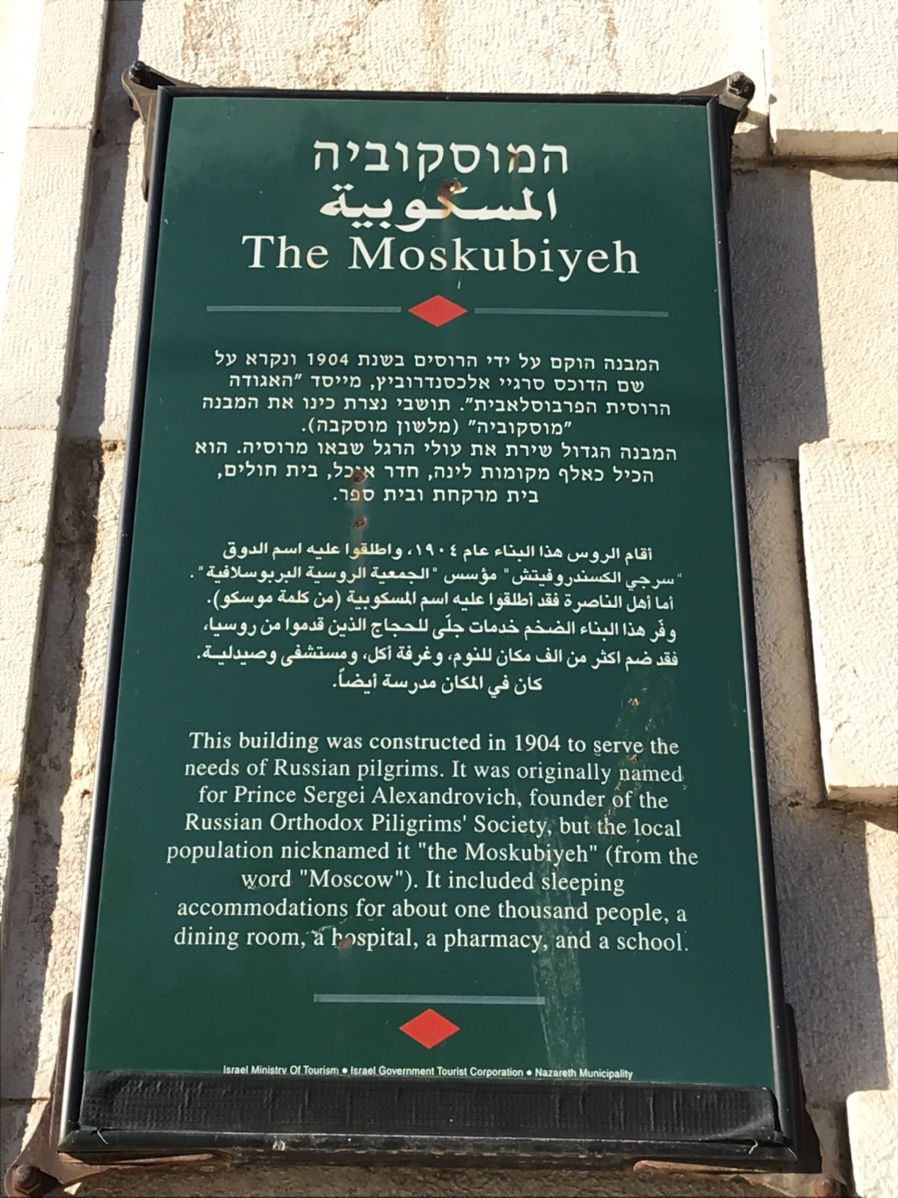 המוסקוביה
المسكوبية
The Moskubiyeh
המבנה הוקם על ידי הרוסים בשנת 1904 ונקרא על
שם הדוכס סרגיי אלכסנדרוביץ, מייסד "האגודה
הרוסית הפרבוסלאבית". תושבי נצרת כינו את המבנה
"מוסקוביה" (מלשון מוסקבה).
המבנה הגדול שירת את עולי הרגל שבאו מרוסיה. הוא
הכיל כאלף מקומות לינה, חדר אוכל, בית חולים,
בית מרקחת ובית ספר.
أقام الروس هذا البناء عام ١٩٠٤، واطلقوا عليه اسم الدوق
"سرجي الكسندروفيتش" مؤسس "الجمعية الروسية البربوسلافية".
أما أهل الناصرة فقد أطلقوا عليه اسم المسكوبية (من كلمة موسكو).
وفّر هذا البناء الضخم خدمات جلّى للحجاج الذين قدموا من روسيا،
فقد ضم اكثر من الف مكان للنوم، وغرفة أكل، ومستشفى وصيدلية.
كان في المكان مدرسة أيضاً.
This building was constructed in 1904 to serve the
needs of Russian pilgrims. It was originally named
for Prince Sergei Alexandrovich, founder of the
Russian Orthodox Piligrims' Society, but the local
population nicknamed it "the Moskubiyeh" (from the
word "Moscow"). It included sleeping
accommodations for about one thousand people, a
dining room, a hospital, a pharmacy, and a school.
Israel Ministry Of Tourism • Israel Government Tourist Corporation • Nazareth Municipality